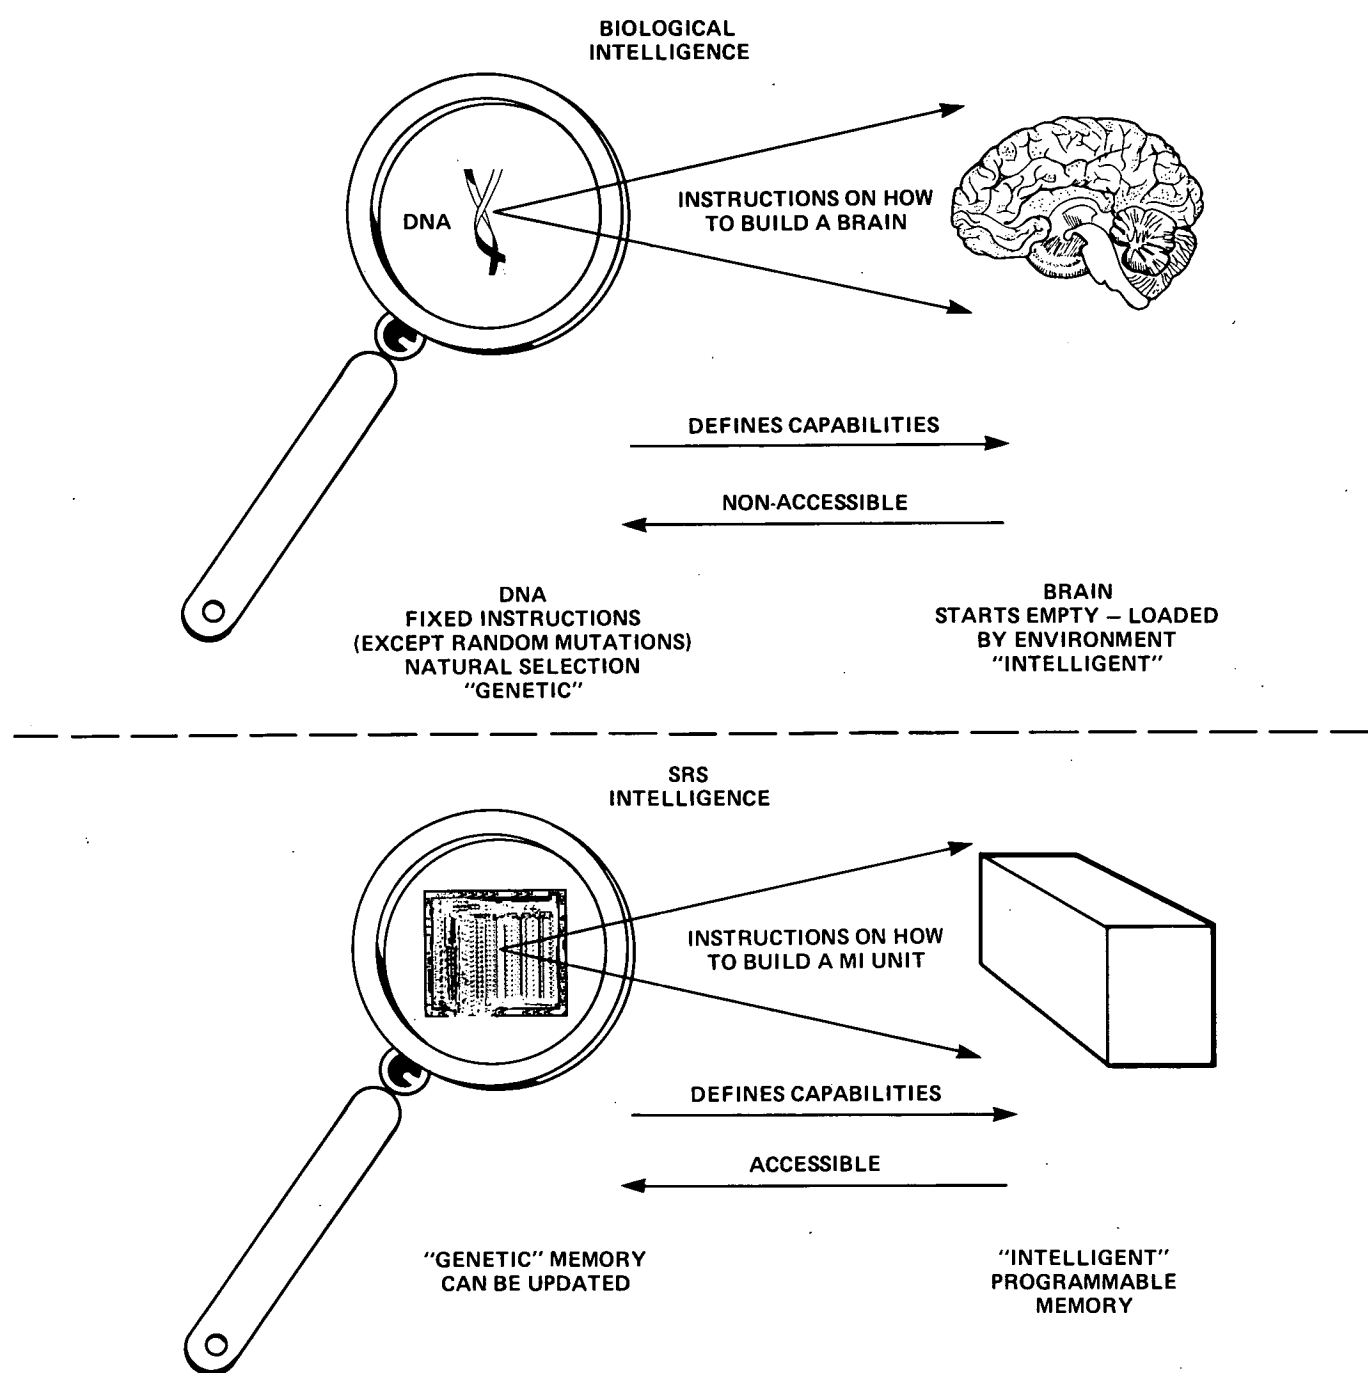 BIOLOGICAL
INTELLIGENCE
DNA
INSTRUCTIONS ON HOW
TO BUILD A BRAIN
DEFINES CAPABILITIES
NON-ACCESSIBLE
DNA
FIXED INSTRUCTIONS
(EXCEPT RANDOM MUTATIONS)
NATURAL SELECTION
"GENETIC"
BRAIN
STARTS EMPTY – LOADED
BY ENVIRONMENT
"INTELLIGENT"
SRS
INTELLIGENCE
INSTRUCTIONS ON HOW
TO BUILD A MI UNIT
DEFINES CAPABILITIES
ACCESSIBLE
"GENETIC" MEMORY
CAN BE UPDATED
"INTELLIGENT"
PROGRAMMABLE
MEMORY